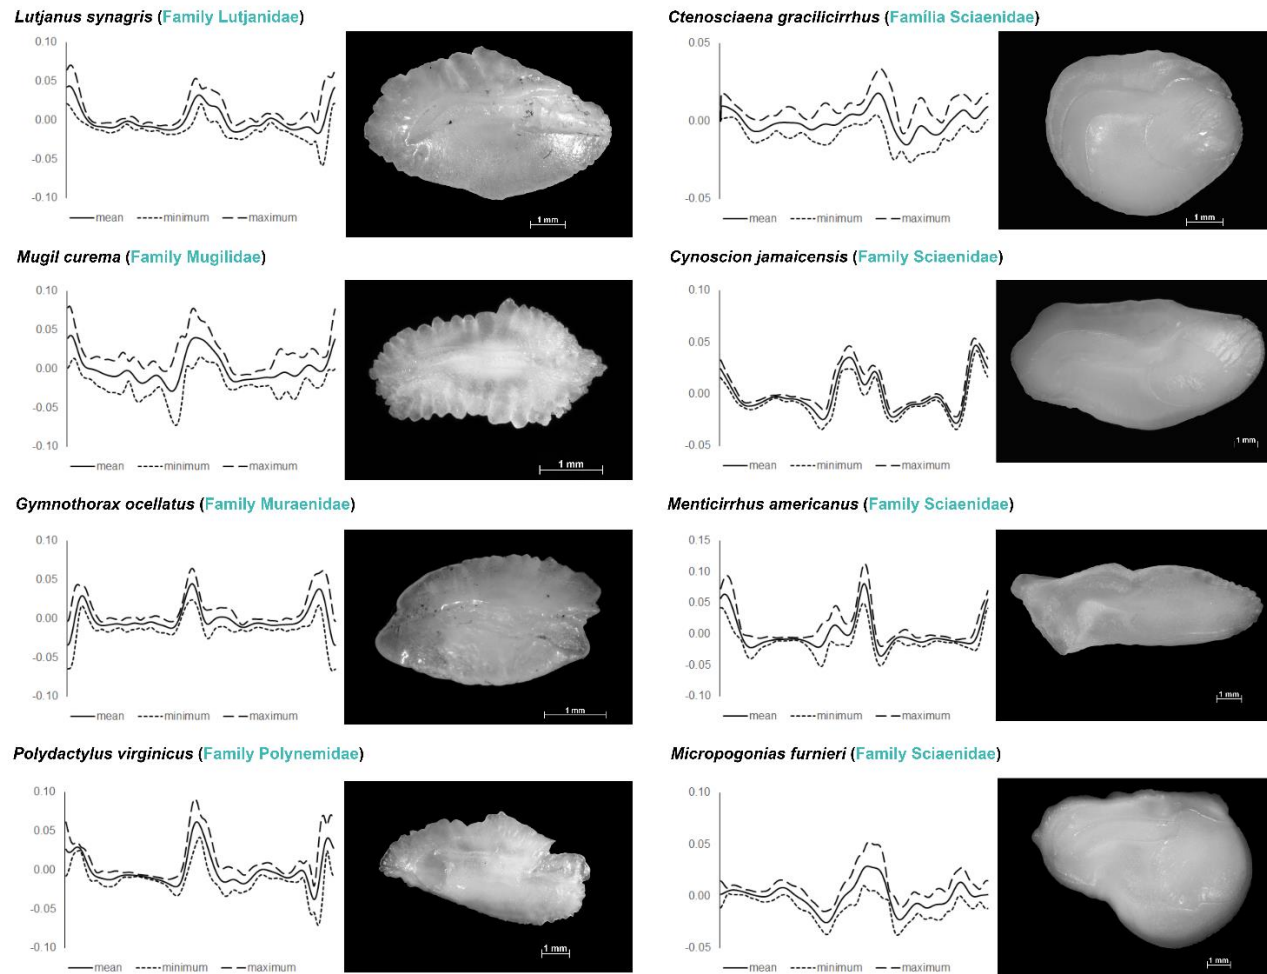 Lutjanus synagris (Family Lutjanidae)
0.10
0.05
0.00
-0.05
-0.10
mean minimum maximum
1 mm
Mugil curema (Family Mugilidae)
0.10
0.05
0.00
-0.05
-0.10
mean minimum maximum
1 mm
Gymnothorax ocellatus (Family Muraenidae)
0.10
0.05
0.00
-0.05
-0.10
mean minimum maximum
1 mm
Polydactylus virginicus (Family Polynemidae)
0.10
0.05
0.00
-0.05
-0.10
mean minimum maximum
1 mm
Ctenosciaena gracilicirrhus (Família Sciaenidae)
0.05
0.00
-0.05
mean minimum maximum
1 mm
Cynoscion jamaicensis (Family Sciaenidae)
0.10
0.05
0.00
-0.05
mean minimum maximum
1 mm
Menticirrhus americanus (Family Sciaenidae)
0.15
0.10
0.05
0.00
-0.05
-0.10
mean minimum maximum
1 mm
Micropogonias furnieri (Family Sciaenidae)
0.10
0.05
0.00
-0.05
mean minimum maximum
1 mm